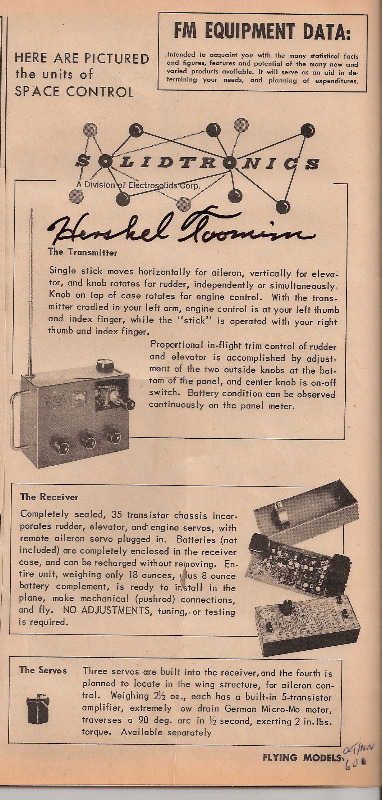 FM EQUIPMENT DATA:
Intended to acquaint you with the many statistical facts
and figures, features and potential of the many new and
varied products available. It will serve as an aid in de-
termining your needs, and planning of expenditures.
HERE ARE PICTURED
the units of
SPACE CONTROL
SOLIDTRONICS
A Division of Electrosolids Corp.
Hershel Toomim
The Transmitter
Single stick moves horizontally for aileron, vertically for eleva-
tor, and knob rotates for rudder, independently or simultaneously.
Knob on top of case rotates for engine control. With the trans-
mitter cradled in your left arm, engine control is at your left thumb
and index finger, while the "stick" is operated with your right
thumb and index finger.
Proportional in-flight trim control of rudder
and elevator is accomplished by adjust-
ment of the two outside knobs at the bot-
tom of the panel, and center knob is on-off
switch. Battery condition can be observed
continuously on the panel meter.
The Receiver
Completely sealed, 35 transistor chassis incor-
porates rudder, elevator, and engine servos, with
remote aileron servo plugged in. Batteries (not
included) are completely enclosed in the receiver
case, and can be recharged without removing. En-
tire unit, weighing only 18 ounces, plus 8 ounce
battery complement, is ready to install in the
plane, make mechanical (pushrod) connections,
and fly. NO ADJUSTMENTS, tuning, or testing
is required.
The Servos
Three servos are built into the receiver, and the fourth is
planned to locate in the wing structure, for aileron con-
trol. Weighing 2½ oz., each has a built-in 5-transistor
amplifier, extremely low drain German Micro-Mo motor,
traverses a 90 deg. arc in ½ second, exerting 2 in. lbs.
torque. Available separately
FLYING MODELS
OCT/NOV